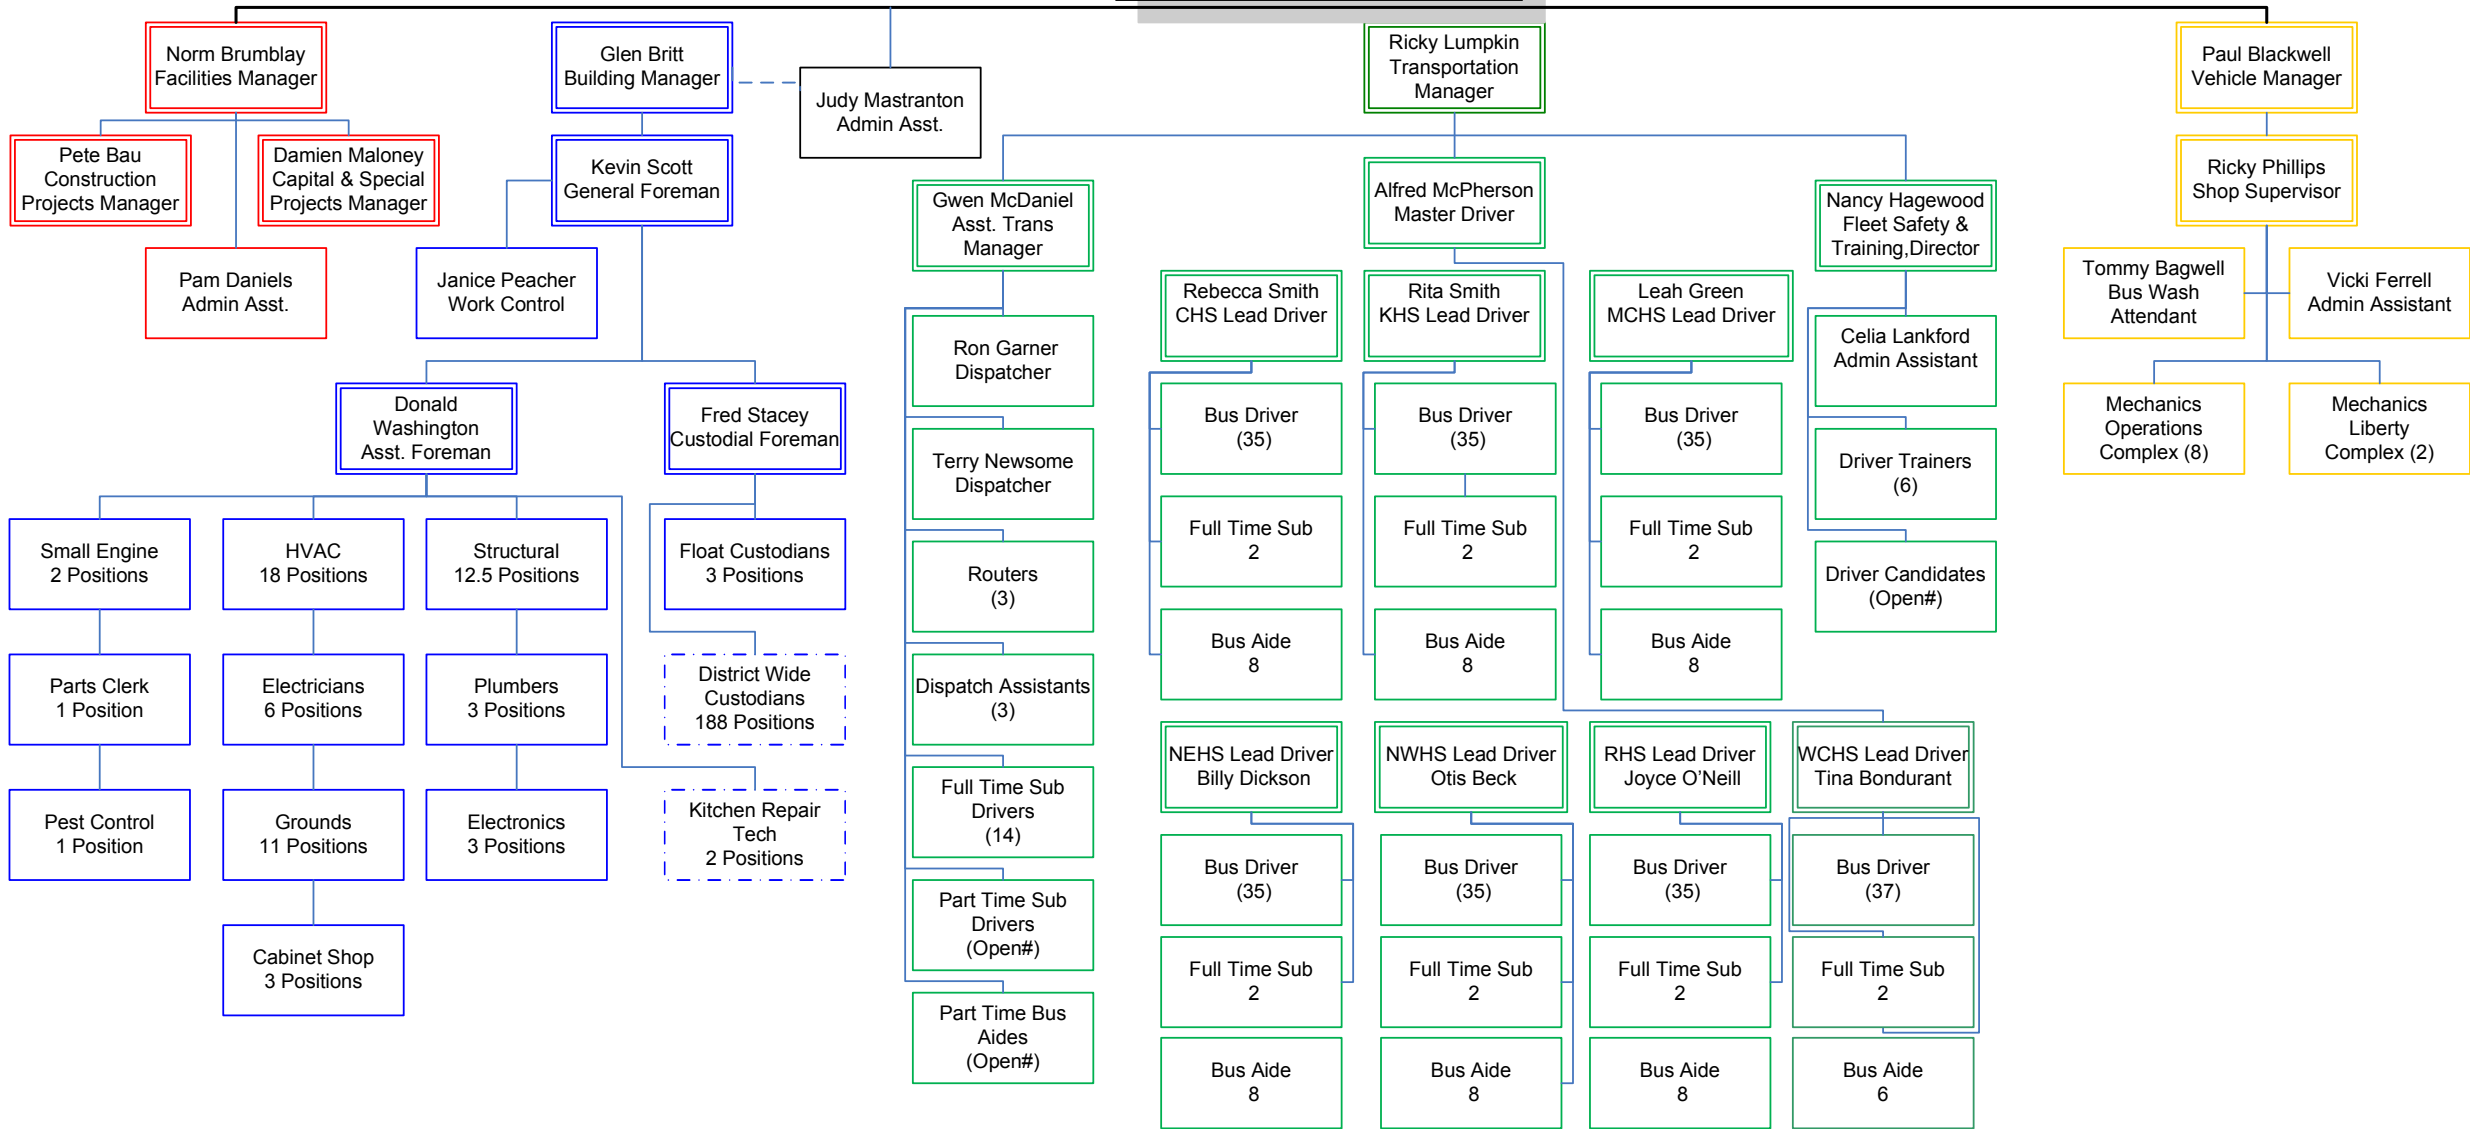 Norm Brumblay
Facilities Manager
Glen Britt
Building Manager
Judy Mastranton
Admin Asst.
Ricky Lumpkin
Transportation
Manager
Paul Blackwell
Vehicle Manager
Pete Bau
Construction
Projects Manager
Damien Maloney
Capital & Special
Projects Manager
Kevin Scott
General Foreman
Gwen McDaniel
Asst. Trans
Manager
Alfred McPherson
Master Driver
Nancy Hagewood
Fleet Safety &
Training,Director
Ricky Phillips
Shop Supervisor
Pam Daniels
Admin Asst.
Janice Peacher
Work Control
Rebecca Smith
CHS Lead Driver
Rita Smith
KHS Lead Driver
Leah Green
MCHS Lead Driver
Tommy Bagwell
Bus Wash
Attendant
Vicki Ferrell
Admin Assistant
Ron Garner
Dispatcher
Celia Lankford
Admin Assistant
Donald
Washington
Asst. Foreman
Fred Stacey
Custodial Foreman
Bus Driver
(35)
Bus Driver
(35)
Bus Driver
(35)
Mechanics
Operations
Complex (8)
Mechanics
Liberty
Complex (2)
Terry Newsome
Dispatcher
Driver Trainers
(6)
Small Engine
2 Positions
HVAC
18 Positions
Structural
12.5 Positions
Float Custodians
3 Positions
Full Time Sub
2
Full Time Sub
2
Full Time Sub
2
Routers
(3)
Driver Candidates
(Open#)
Bus Aide
8
Bus Aide
8
Bus Aide
8
Parts Clerk
1 Position
Electricians
6 Positions
Plumbers
3 Positions
District Wide
Custodians
188 Positions
Dispatch Assistants
(3)
NEHS Lead Driver
Billy Dickson
NWHS Lead Driver
Otis Beck
RHS Lead Driver
Joyce O’Neill
WCHS Lead Driver
Tina Bondurant
Pest Control
1 Position
Grounds
11 Positions
Electronics
3 Positions
Kitchen Repair
Tech
2 Positions
Full Time Sub
Drivers
(14)
Bus Driver
(35)
Bus Driver
(35)
Bus Driver
(35)
Bus Driver
(37)
Part Time Sub
Drivers
(Open#)
Cabinet Shop
3 Positions
Full Time Sub
2
Full Time Sub
2
Full Time Sub
2
Full Time Sub
2
Part Time Bus
Aides
(Open#)
Bus Aide
8
Bus Aide
8
Bus Aide
8
Bus Aide
6